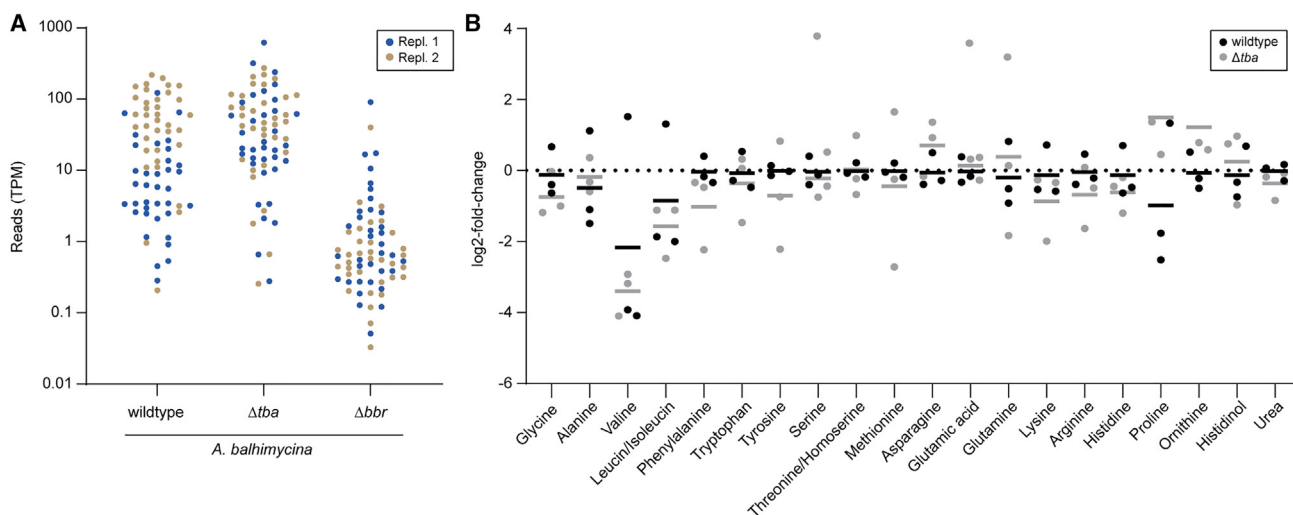 A
1000
100
10
1
0.1
0.01
Reads (TPM)
Repl. 1
Repl. 2
wildtype
Δtba
Δbbr
A. balhimycina
B
4
2
0
-2
-4
-6
log2-fold-change
wildtype
Δtba
Glycine
Alanine
Valine
Leucin/Isoleucin
Phenylalanine
Tryptophan
Tyrosine
Serine
Threonine/Homoserine
Methionine
Asparagine
Glutamic acid
Glutamine
Lysine
Arginine
Histidine
Proline
Ornithine
Histidinol
Urea